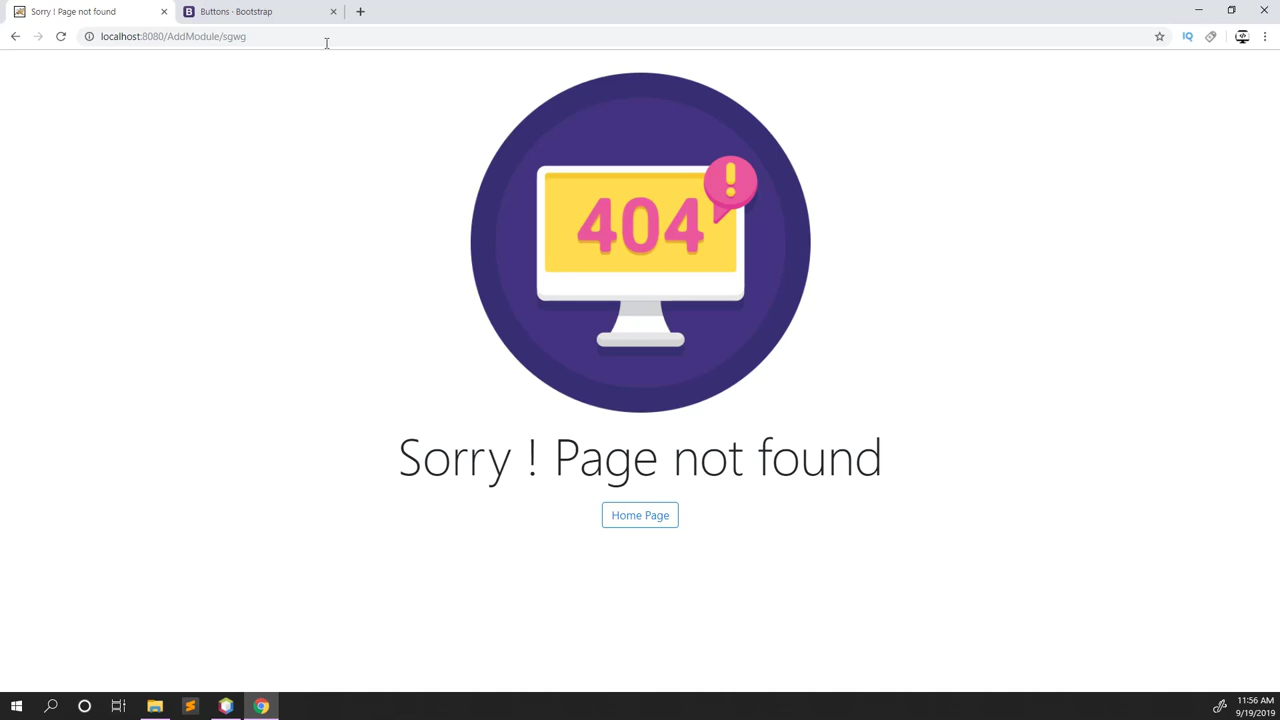 Sorry ! Page not found
Buttons · Bootstrap
localhost:8080/AddModule/sgwg
IQ
404
!
Sorry ! Page not found
Home Page
11:56 AM
9/19/2019